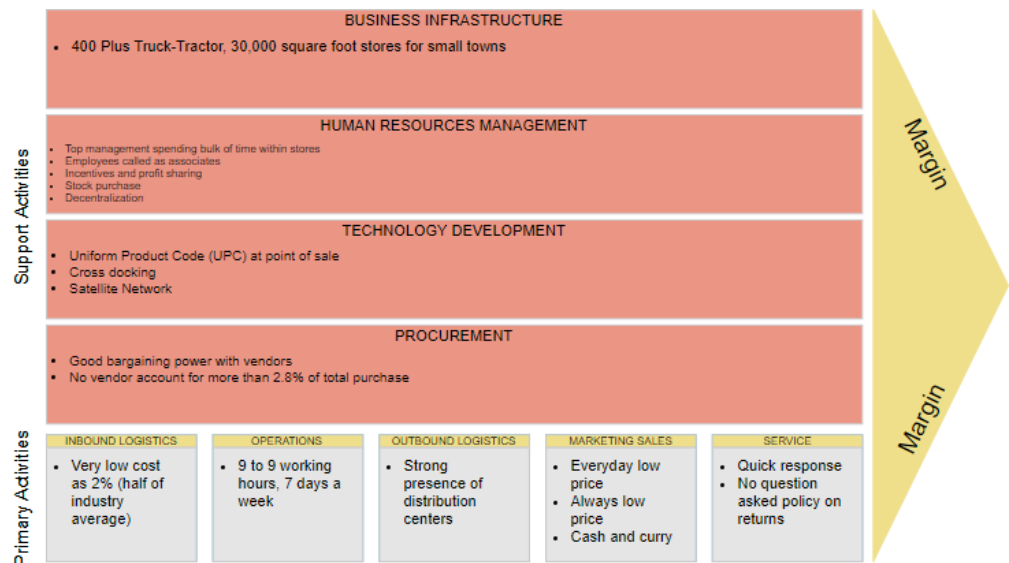 BUSINESS INFRASTRUCTURE
• 400 Plus Truck-Tractor, 30,000 square foot stores for small towns
HUMAN RESOURCES MANAGEMENT
• Top management spending bulk of time within stores
• Employees called as associates
• Incentives and profit sharing
• Stock purchase
• Decentralization
TECHNOLOGY DEVELOPMENT
• Uniform Product Code (UPC) at point of sale
• Cross docking
• Satellite Network
PROCUREMENT
• Good bargaining power with vendors
• No vendor account for more than 2.8% of total purchase
Support Activities
Primary Activities
INBOUND LOGISTICS
• Very low cost
as 2% (half of
industry
average)
OPERATIONS
• 9 to 9 working
hours, 7 days a
week
OUTBOUND LOGISTICS
• Strong
presence of
distribution
centers
MARKETING SALES
• Everyday low
price
• Always low
price
• Cash and curry
SERVICE
• Quick response
• No question
asked policy on
returns
Margin
Margin